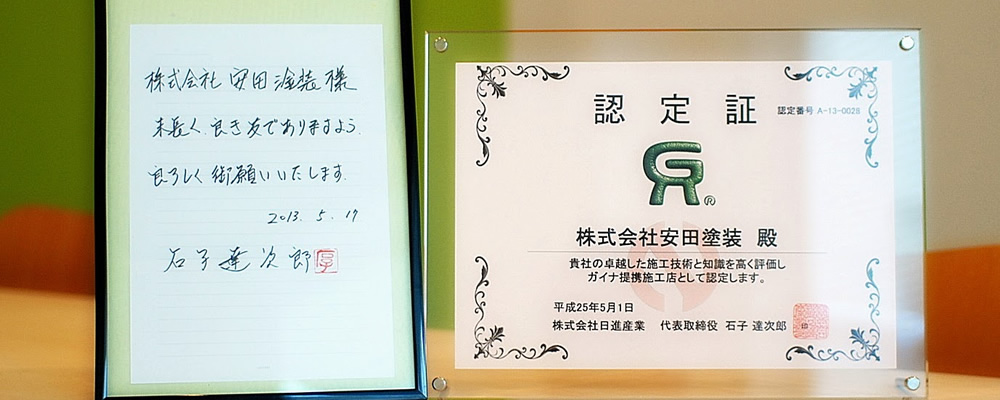 株式会社 安田塗装 様
末長く、良き友でありますよう
良ろしく御願いいたします。
2013. 5. 17
石子達次郎
認定証
認定番号 A-13-0028
GA®
株式会社安田塗装 殿
貴社の卓越した施工技術と知識を高く評価し
ガイナ提携施工店として認定します。
平成25年5月1日
株式会社日進産業 代表取締役 石子 達次郎 印